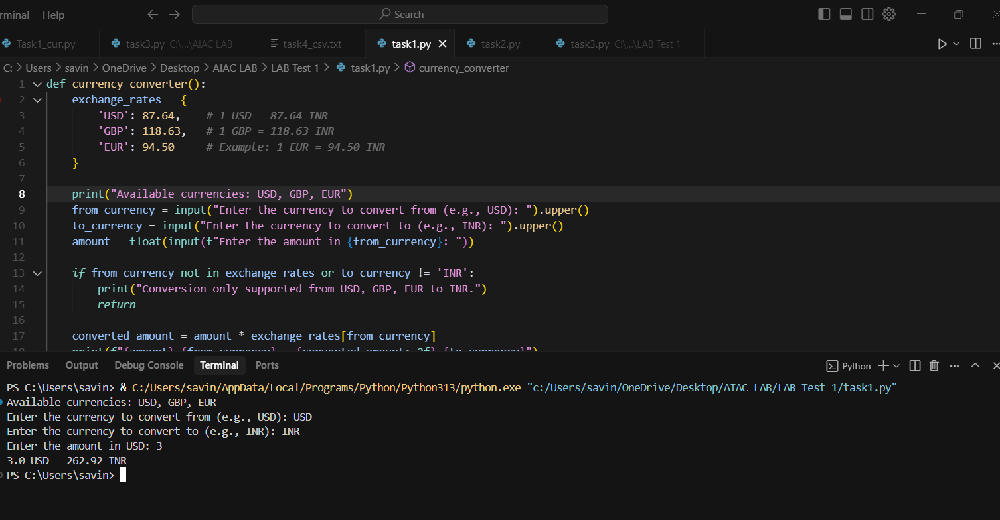 rminal Help Search
Task1_cur.py task3.py C:\...\AIAC LAB task4_csv.txt task1.py task2.py task3.py C:\...\LAB Test 1
C: > Users > savin > OneDrive > Desktop > AIAC LAB > LAB Test 1 > task1.py > currency_converter
1 def currency_converter():
2 exchange_rates = {
3 'USD': 87.64, # 1 USD = 87.64 INR
4 'GBP': 118.63, # 1 GBP = 118.63 INR
5 'EUR': 94.50 # Example: 1 EUR = 94.50 INR
6 }
7
8 print("Available currencies: USD, GBP, EUR")
9 from_currency = input("Enter the currency to convert from (e.g., USD): ").upper()
10 to_currency = input("Enter the currency to convert to (e.g., INR): ").upper()
11 amount = float(input(f"Enter the amount in {from_currency}: "))
12
13 if from_currency not in exchange_rates or to_currency != 'INR':
14 print("Conversion only supported from USD, GBP, EUR to INR.")
15 return
16
17 converted_amount = amount * exchange_rates[from_currency]
18 print(f"{amount} {from_currency} = {converted_amount:.2f} {to_currency}")
Problems Output Debug Console Terminal Ports Python
PS C:\Users\savin> & C:/Users/savin/AppData/Local/Programs/Python/Python313/python.exe "c:/Users/savin/OneDrive/Desktop/AIAC LAB/LAB Test 1/task1.py"
Available currencies: USD, GBP, EUR
Enter the currency to convert from (e.g., USD): USD
Enter the currency to convert to (e.g., INR): INR
Enter the amount in USD: 3
3.0 USD = 262.92 INR
PS C:\Users\savin>